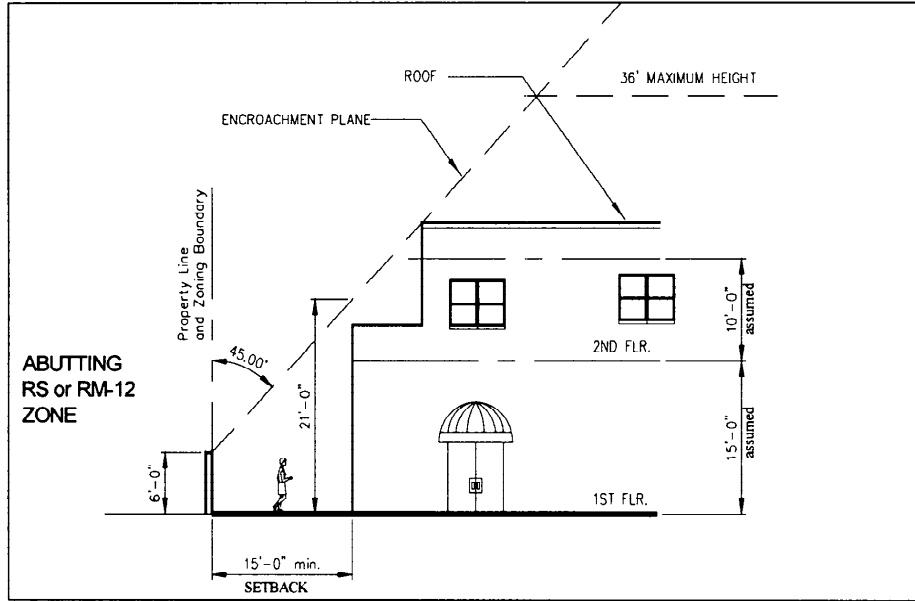 ROOF
36' MAXIMUM HEIGHT
ENCROACHMENT PLANE
Property Line
and Zoning Boundary
45.00°
ABUTTING
RS or RM-12
ZONE
21'-0"
10'-0"
assumed
2ND FLR.
15'-0"
assumed
6'-0"
1ST FLR.
15'-0" min.
SETBACK